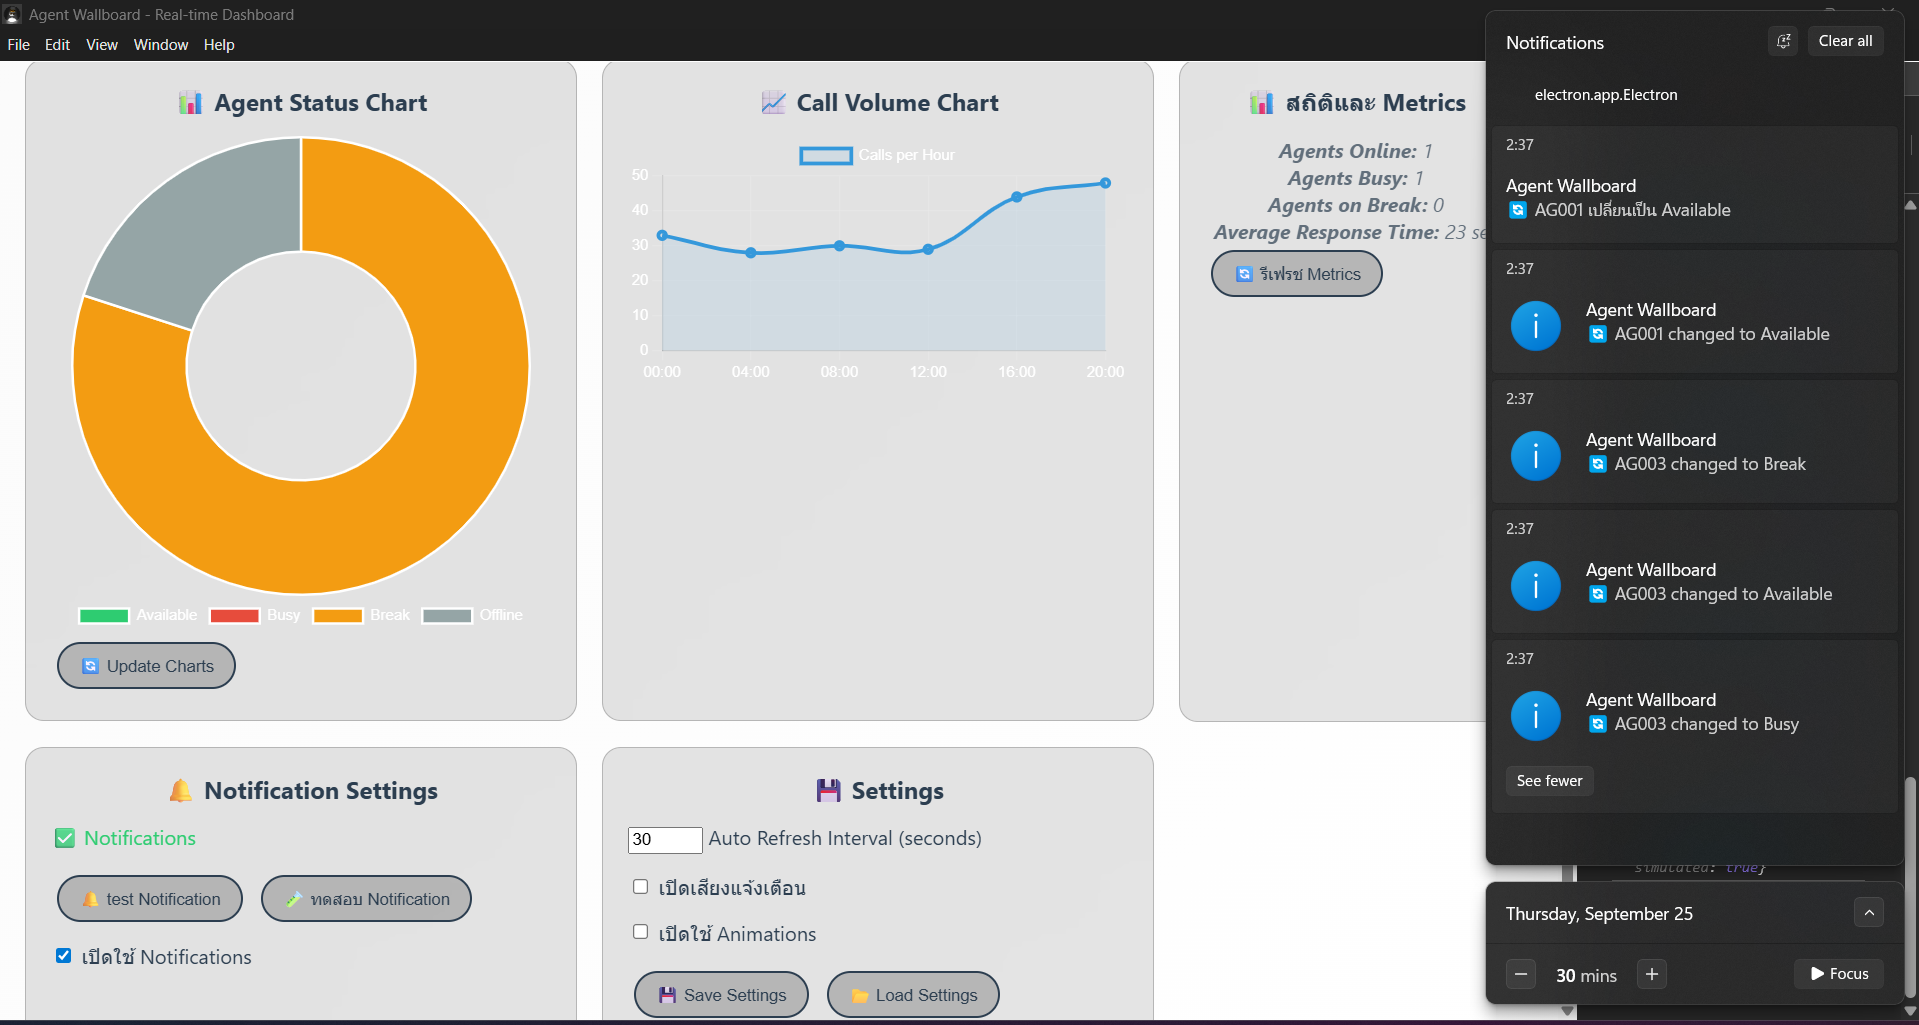 Agent Wallboard - Real-time Dashboard
File Edit View Window Help
Agent Status Chart
Available Busy Break Offline
Update Charts
Call Volume Chart
Calls per Hour
50
40
30
20
10
0
00:00 04:00 08:00 12:00 16:00 20:00
สถิติและ Metrics
Agents Online: 1
Agents Busy: 1
Agents on Break: 0
Average Response Time: 23 se
รีเฟรช Metrics
Notification Settings
Notifications
test Notification
ทดสอบ Notification
เปิดใช้ Notifications
Settings
30 Auto Refresh Interval (seconds)
เปิดเสียงแจ้งเตือน
เปิดใช้ Animations
Save Settings
Load Settings
Notifications
Clear all
electron.app.Electron
2:37
Agent Wallboard
AG001 เปลี่ยนเป็น Available
2:37
Agent Wallboard
AG001 changed to Available
2:37
Agent Wallboard
AG003 changed to Break
2:37
Agent Wallboard
AG003 changed to Available
2:37
Agent Wallboard
AG003 changed to Busy
See fewer
simulated: true}
Thursday, September 25
30 mins
Focus